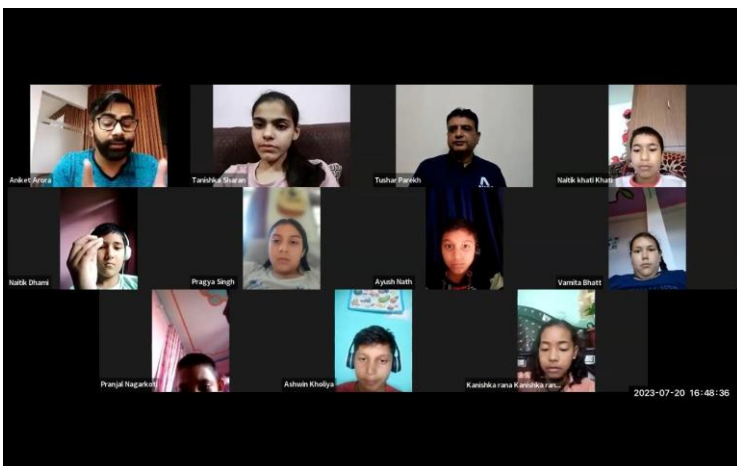 Aniket Arora
Tanishka Sharan
Tushar Parekh
Naitik khati Khati
Naitik Dhami
Pragya Singh
Ayush Nath
Vamita Bhatt
Pranjal Nagarkoti
Ashwin Kholiya
Kanishka rana Kanishka ran...
2023-07-20 16:48:36